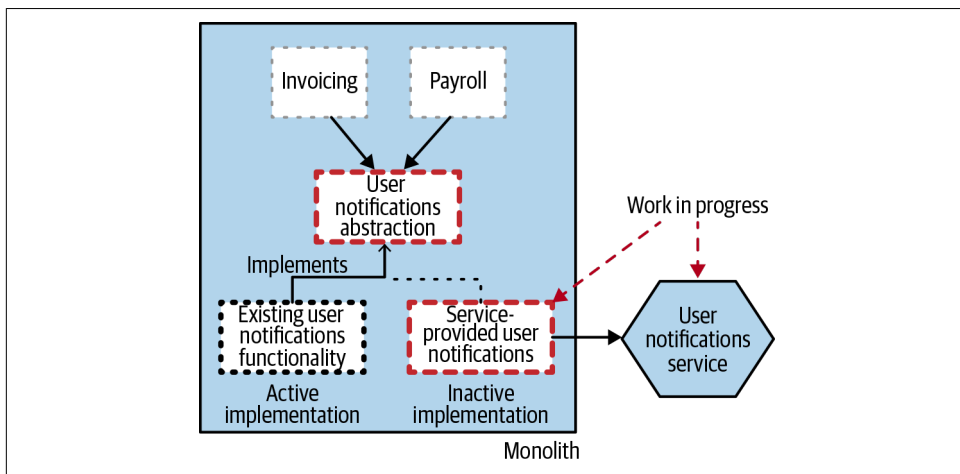 Invoicing
Payroll
User
notifications
abstraction
Work in progress
Implements
Existing user
notifications
functionality
Service-
provided user
notifications
User
notifications
service
Active
implementation
Inactive
implementation
Monolith